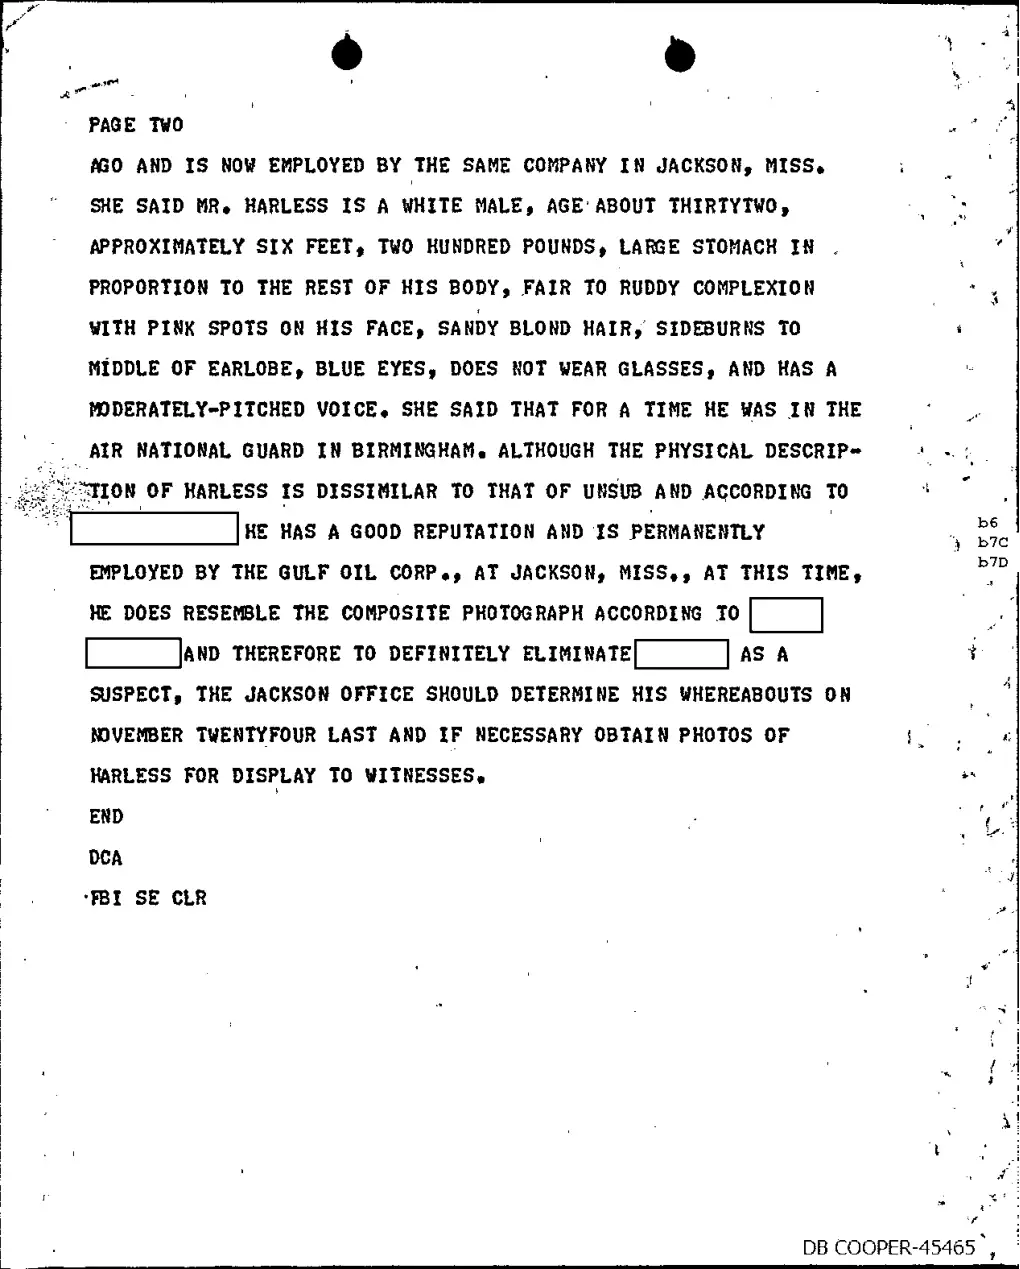 PAGE TWO
AGO AND IS NOW EMPLOYED BY THE SAME COMPANY IN JACKSON, MISS.
SHE SAID MR. HARLESS IS A WHITE MALE, AGE ABOUT THIRTYTWO,
APPROXIMATELY SIX FEET, TWO HUNDRED POUNDS, LARGE STOMACH IN
PROPORTION TO THE REST OF HIS BODY, FAIR TO RUDDY COMPLEXION
WITH PINK SPOTS ON HIS FACE, SANDY BLOND HAIR, SIDEBURNS TO
MIDDLE OF EARLOBE, BLUE EYES, DOES NOT WEAR GLASSES, AND HAS A
MODERATELY-PITCHED VOICE. SHE SAID THAT FOR A TIME HE WAS IN THE
AIR NATIONAL GUARD IN BIRMINGHAM. ALTHOUGH THE PHYSICAL DESCRIP-
TION OF HARLESS IS DISSIMILAR TO THAT OF UNSUB AND ACCORDING TO
HE HAS A GOOD REPUTATION AND IS PERMANENTLY
b6
b7C
b7D
EMPLOYED BY THE GULF OIL CORP., AT JACKSON, MISS., AT THIS TIME,
HE DOES RESEMBLE THE COMPOSITE PHOTOGRAPH ACCORDING TO
AND THEREFORE TO DEFINITELY ELIMINATE AS A
SUSPECT, THE JACKSON OFFICE SHOULD DETERMINE HIS WHEREABOUTS ON
NOVEMBER TWENTYFOUR LAST AND IF NECESSARY OBTAIN PHOTOS OF
HARLESS FOR DISPLAY TO WITNESSES.
END
DCA
FBI SE CLR
DB COOPER-45465